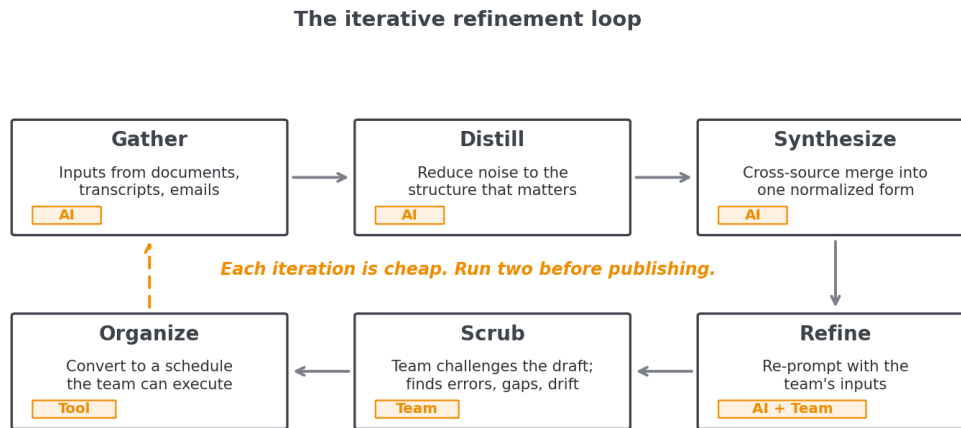 The iterative refinement loop
Gather
Inputs from documents,
transcripts, emails
AI
Distill
Reduce noise to the
structure that matters
AI
Synthesize
Cross-source merge into
one normalized form
AI
Each iteration is cheap. Run two before publishing.
Organize
Convert to a schedule
the team can execute
Tool
Scrub
Team challenges the draft;
finds errors, gaps, drift
Team
Refine
Re-prompt with the
team's inputs
AI + Team